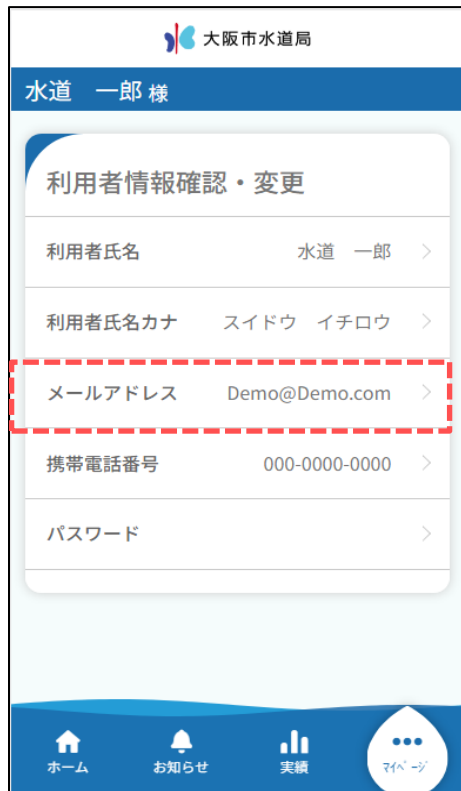 大阪市水道局
水道　一郎 様
利用者情報確認・変更
利用者氏名 水道　一郎
利用者氏名カナ スイドウ　イチロウ
メールアドレス Demo@Demo.com
携帯電話番号 000-0000-0000
パスワード
ホーム お知らせ 実績 ﾏｲﾍﾟｰｼﾞ